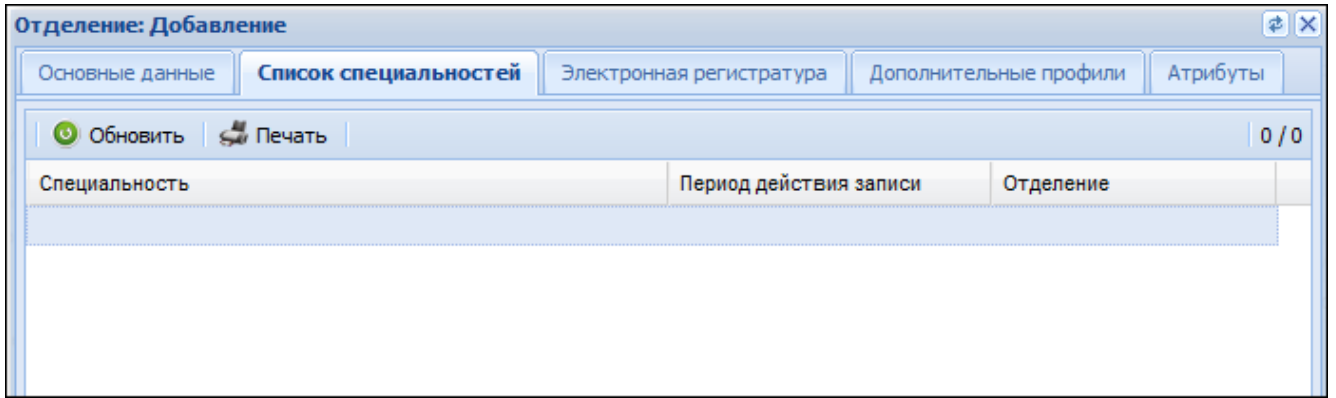 Отделение: Добавление
Основные данные Список специальностей Электронная регистратура Дополнительные профили Атрибуты
Обновить Печать 0 / 0
Специальность Период действия записи Отделение